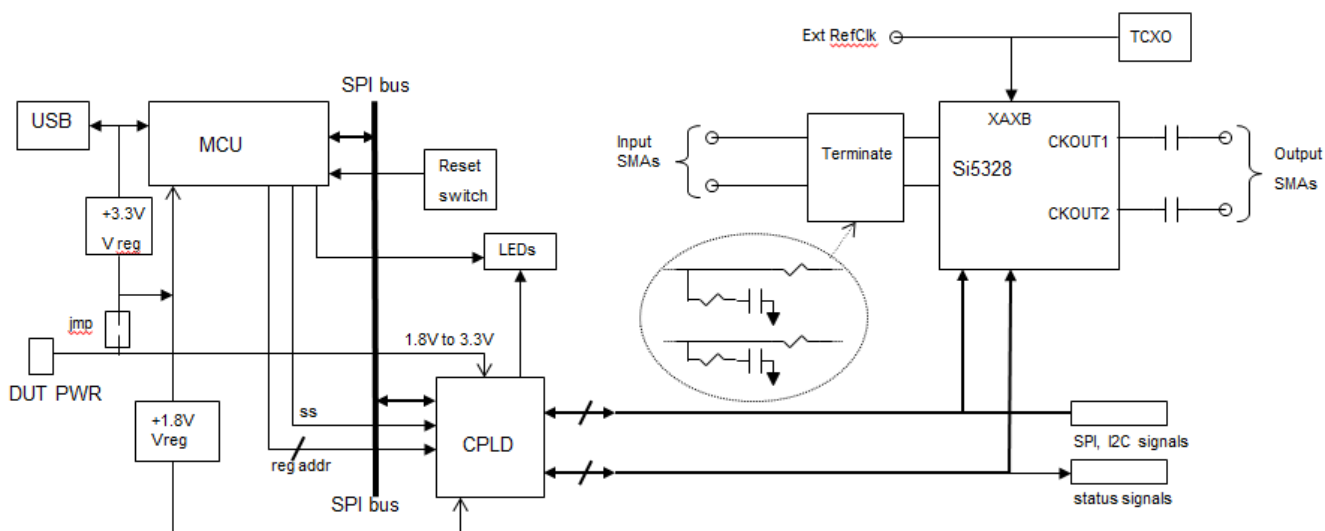 Ext RefClk
TCXO
SPI bus
USB
MCU
XAXB
CKOUT1
Input
SMAs
Terminate
Si5328
Output
SMAs
Reset
switch
+3.3V
V reg
CKOUT2
LEDs
jmp
1.8V to 3.3V
DUT PWR
+1.8V
Vreg
ss
CPLD
reg addr
SPI, I2C signals
SPI bus
status signals